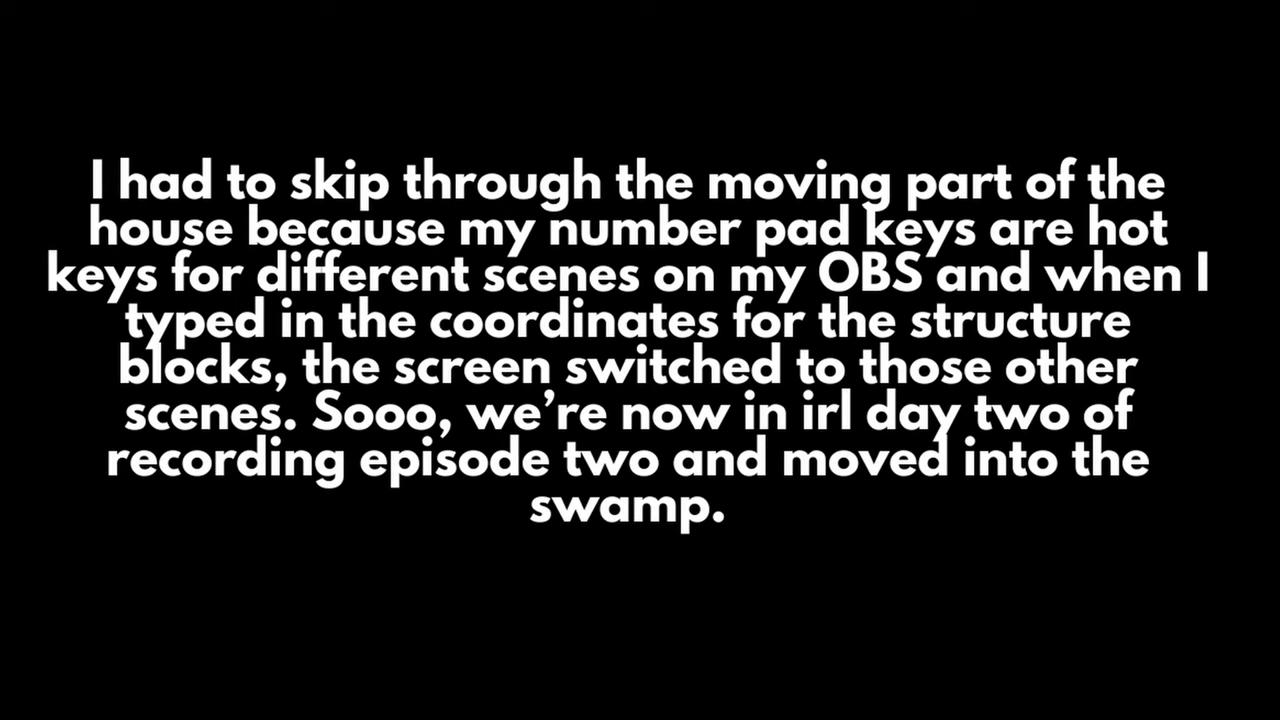 I had to skip through the moving part of the
house because my number pad keys are hot
keys for different scenes on my OBS and when I
typed in the coordinates for the structure
blocks, the screen switched to those other
scenes. Sooo, we’re now in irl day two of
recording episode two and moved into the
swamp.